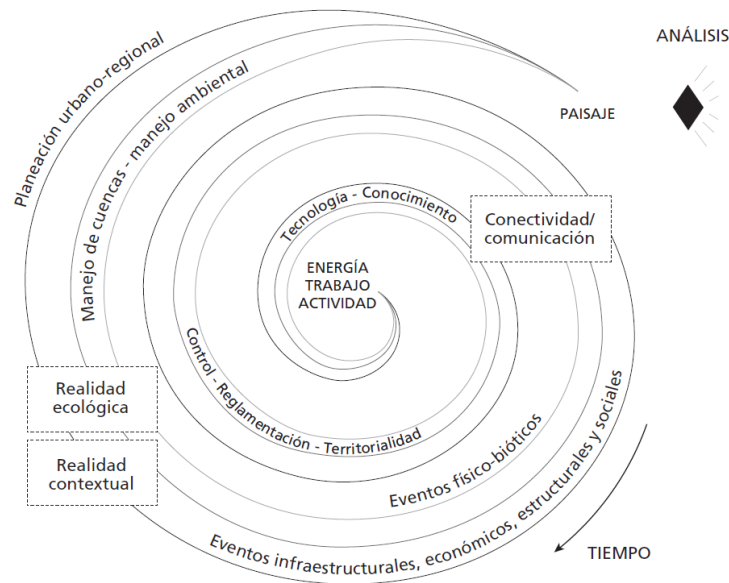 ANÁLISIS
PAISAJE
Planeación urbano-regional
Manejo de cuencas - manejo ambiental
Tecnología - Conocimiento
Conectividad/
comunicación
ENERGÍA
TRABAJO
ACTIVIDAD
Control - Reglamentación - Territorialidad
Realidad
ecológica
Realidad
contextual
Eventos físico-bióticos
Eventos infraestructurales, económicos, estructurales y sociales
TIEMPO